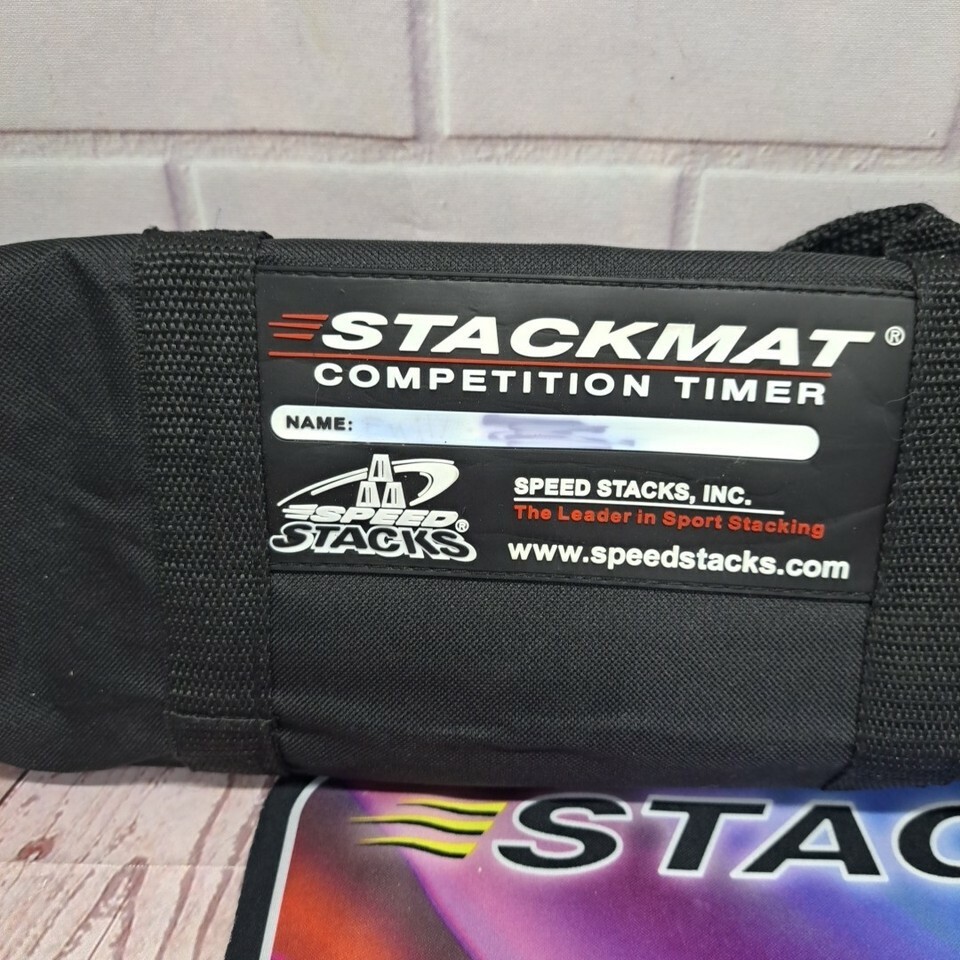 STACKMAT®
COMPETITION TIMER
NAME:
SPEED®
STACKS
SPEED STACKS, INC.
The Leader in Sport Stacking
www.speedstacks.com
STAC